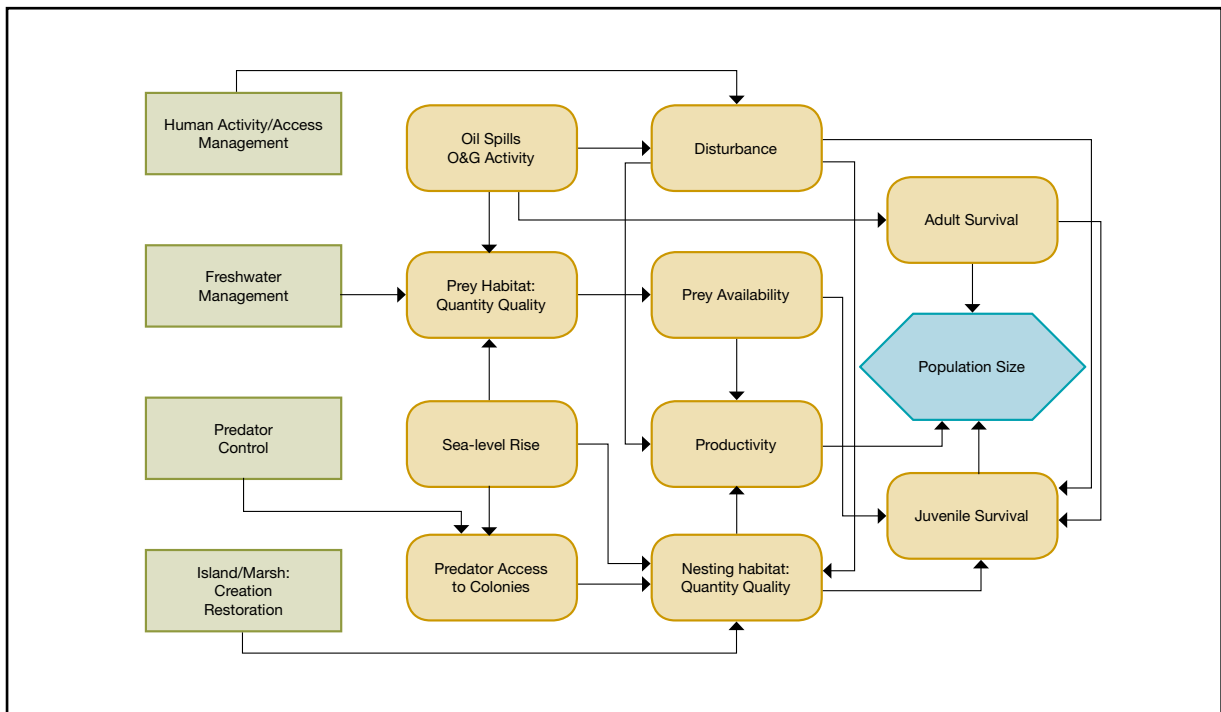 Human Activity/Access
Management
Oil Spills
O&G Activity
Disturbance
Adult Survival
Freshwater
Management
Prey Habitat:
Quantity Quality
Prey Availability
Population Size
Predator
Control
Sea-level Rise
Productivity
Juvenile Survival
Island/Marsh:
Creation
Restoration
Predator Access
to Colonies
Nesting habitat:
Quantity Quality